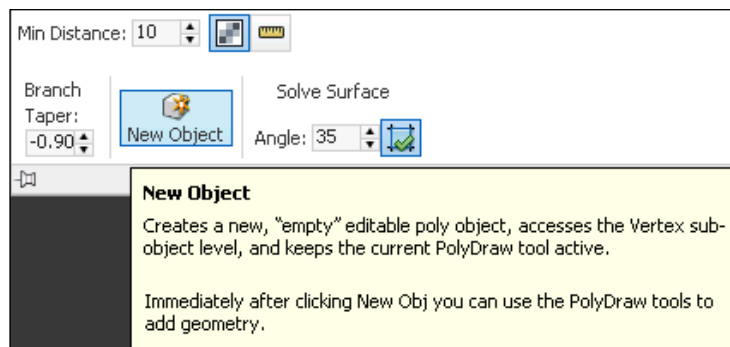 Min Distance: 10
Branch
Taper:
-0.90
New Object
Solve Surface
Angle: 35
New Object
Creates a new, “empty” editable poly object, accesses the Vertex sub-
object level, and keeps the current PolyDraw tool active.
Immediately after clicking New Obj you can use the PolyDraw tools to
add geometry.